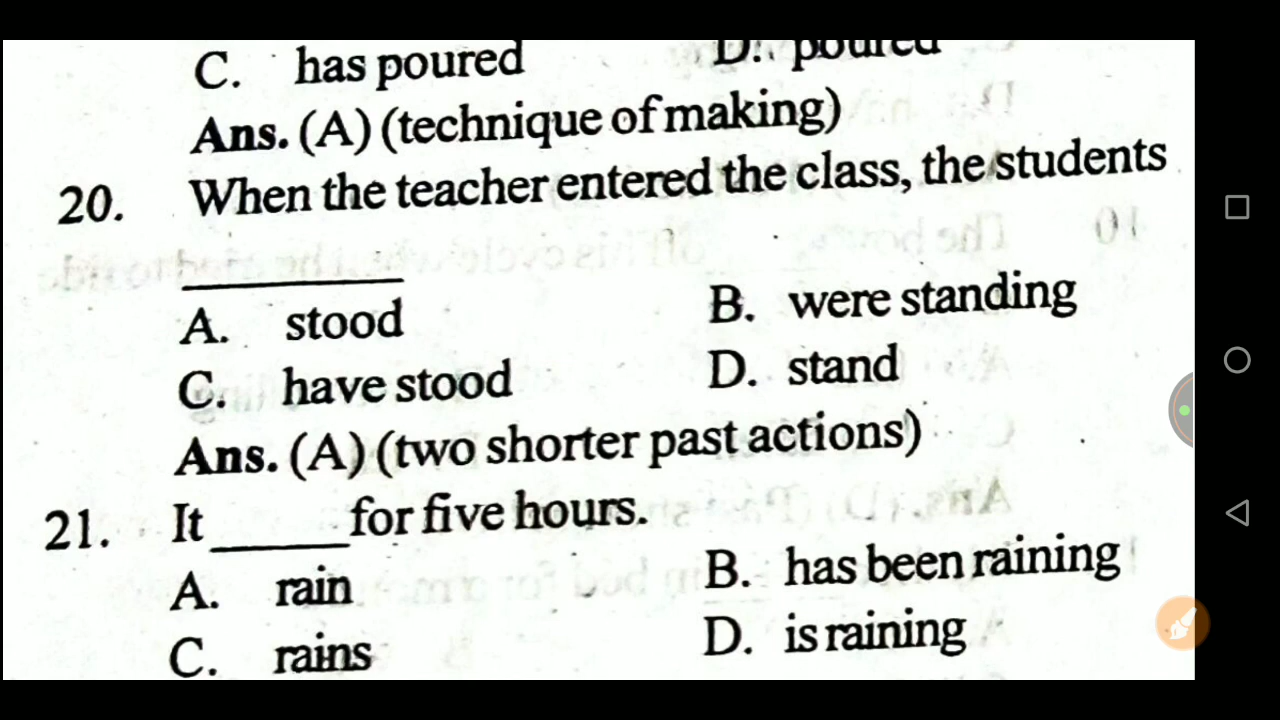 C. has poured D. poured
Ans. (A) (technique of making)
20. When the teacher entered the class, the students
__________
A. stood B. were standing
C. have stood D. stand
Ans. (A) (two shorter past actions)
21. It ______ for five hours.
A. rain B. has been raining
C. rains D. is raining